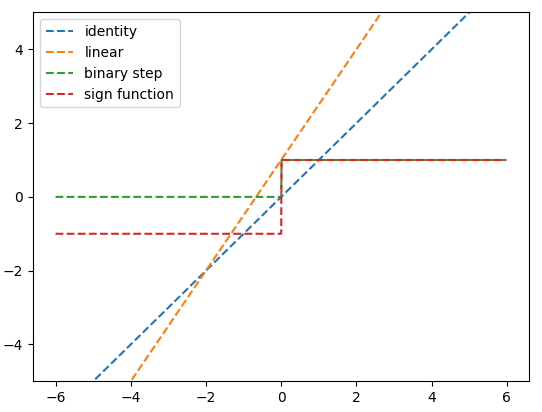 identity
linear
binary step
sign function
4
2
0
−2
−4
−6 −4 −2 0 2 4 6